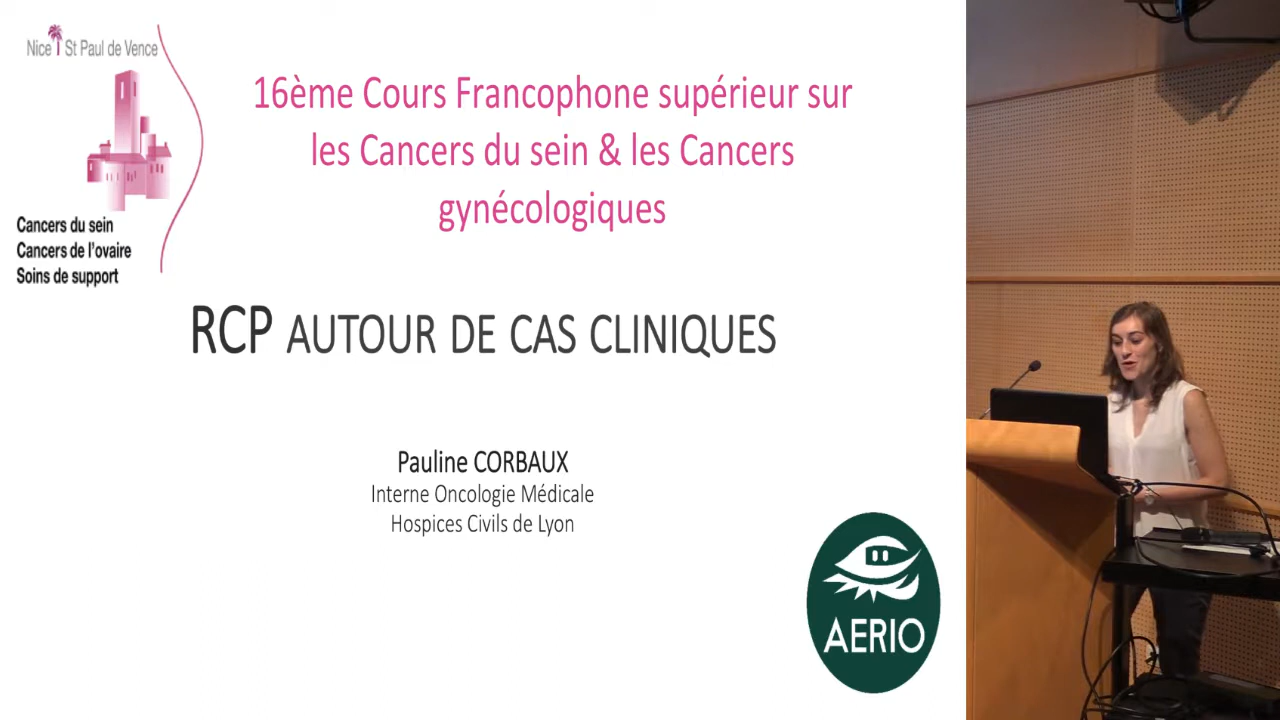 Nice St Paul de Vence
16ème Cours Francophone supérieur sur
les Cancers du sein & les Cancers
gynécologiques
Cancers du sein
Cancers de l'ovaire
Soins de support
RCP AUTOUR DE CAS CLINIQUES
Pauline CORBAUX
Interne Oncologie Médicale
Hospices Civils de Lyon
AERIO